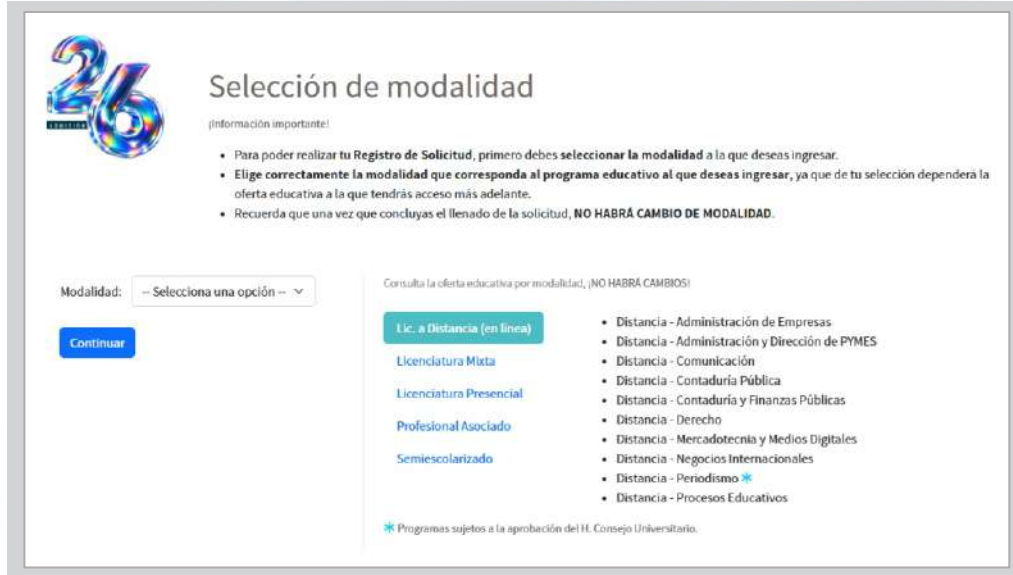 26
ADMISIÓN
Selección de modalidad
¡Información importante!
• Para poder realizar tu Registro de Solicitud, primero debes seleccionar la modalidad a la que deseas ingresar.
• Elige correctamente la modalidad que corresponda al programa educativo al que deseas ingresar, ya que de tu selección dependerá la
oferta educativa a la que tendrás acceso más adelante.
• Recuerda que una vez que concluyas el llenado de la solicitud, NO HABRÁ CAMBIO DE MODALIDAD.
Modalidad: -- Selecciona una opción --
Continuar
Consulta la oferta educativa por modalidad, ¡NO HABRÁ CAMBIOS!
Lic. a Distancia (en línea)
Licenciatura Mixta
Licenciatura Presencial
Profesional Asociado
Semiescolarizado
• Distancia - Administración de Empresas
• Distancia - Administración y Dirección de PYMES
• Distancia - Comunicación
• Distancia - Contaduría Pública
• Distancia - Contaduría y Finanzas Públicas
• Distancia - Derecho
• Distancia - Mercadotecnia y Medios Digitales
• Distancia - Negocios Internacionales
• Distancia - Periodismo *
• Distancia - Procesos Educativos
* Programas sujetos a la aprobación del H. Consejo Universitario.